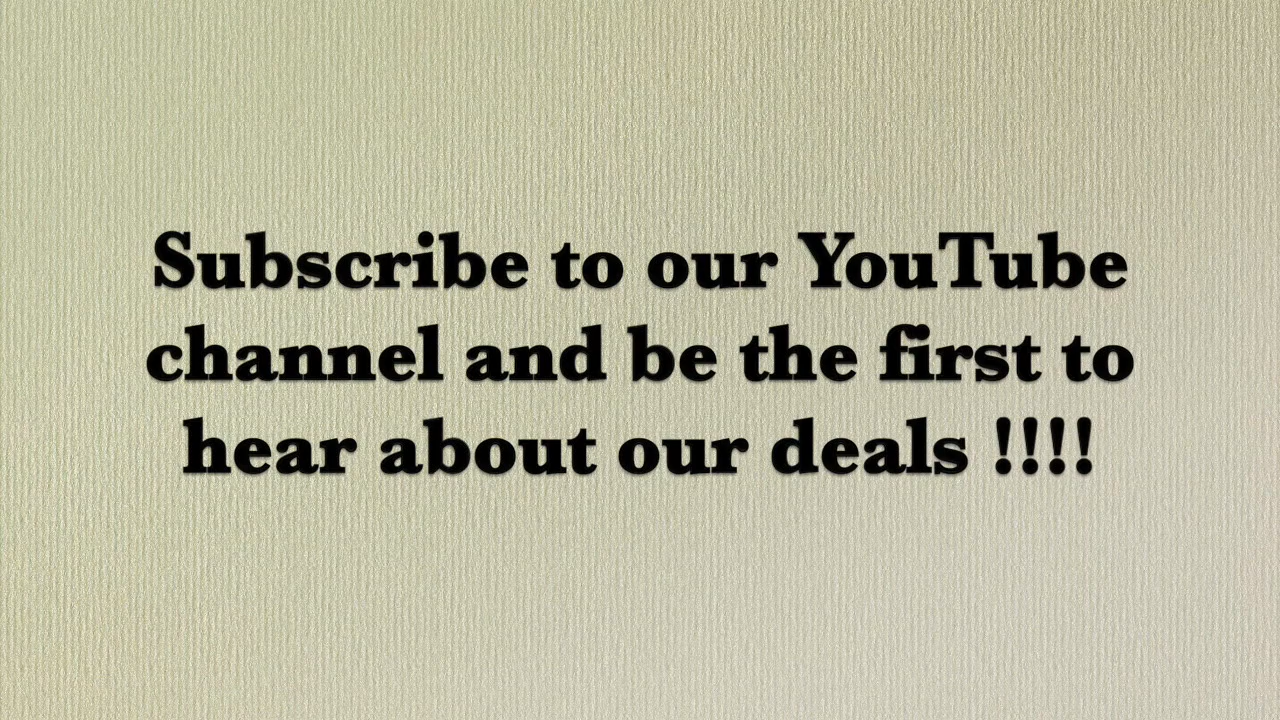 Subscribe to our YouTube
channel and be the first to
hear about our deals !!!!